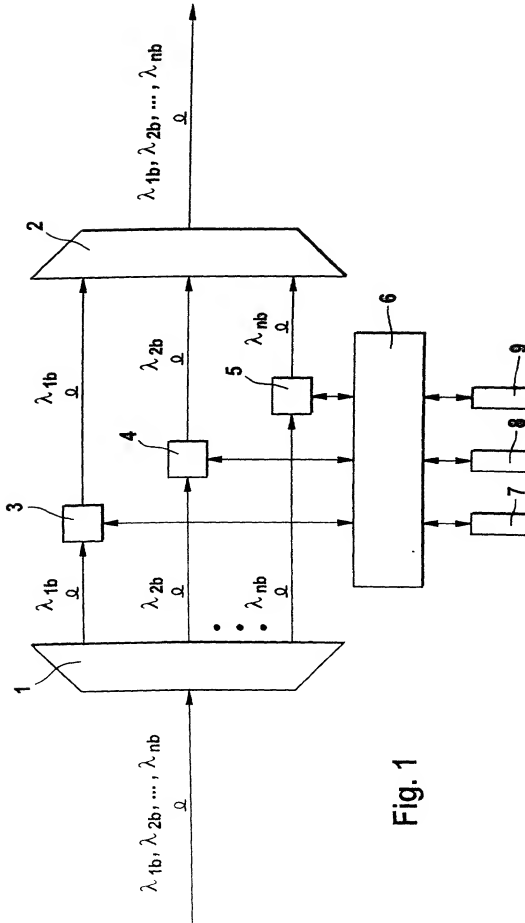 λ1b, λ2b, ..., λnb
Ω
1
λ1b
Ω
λ2b
Ω
λnb
Ω
3
4
5
λ1b
Ω
λ2b
Ω
λnb
Ω
2
λ1b, λ2b, ..., λnb
Ω
6
7
8
9
Fig. 1